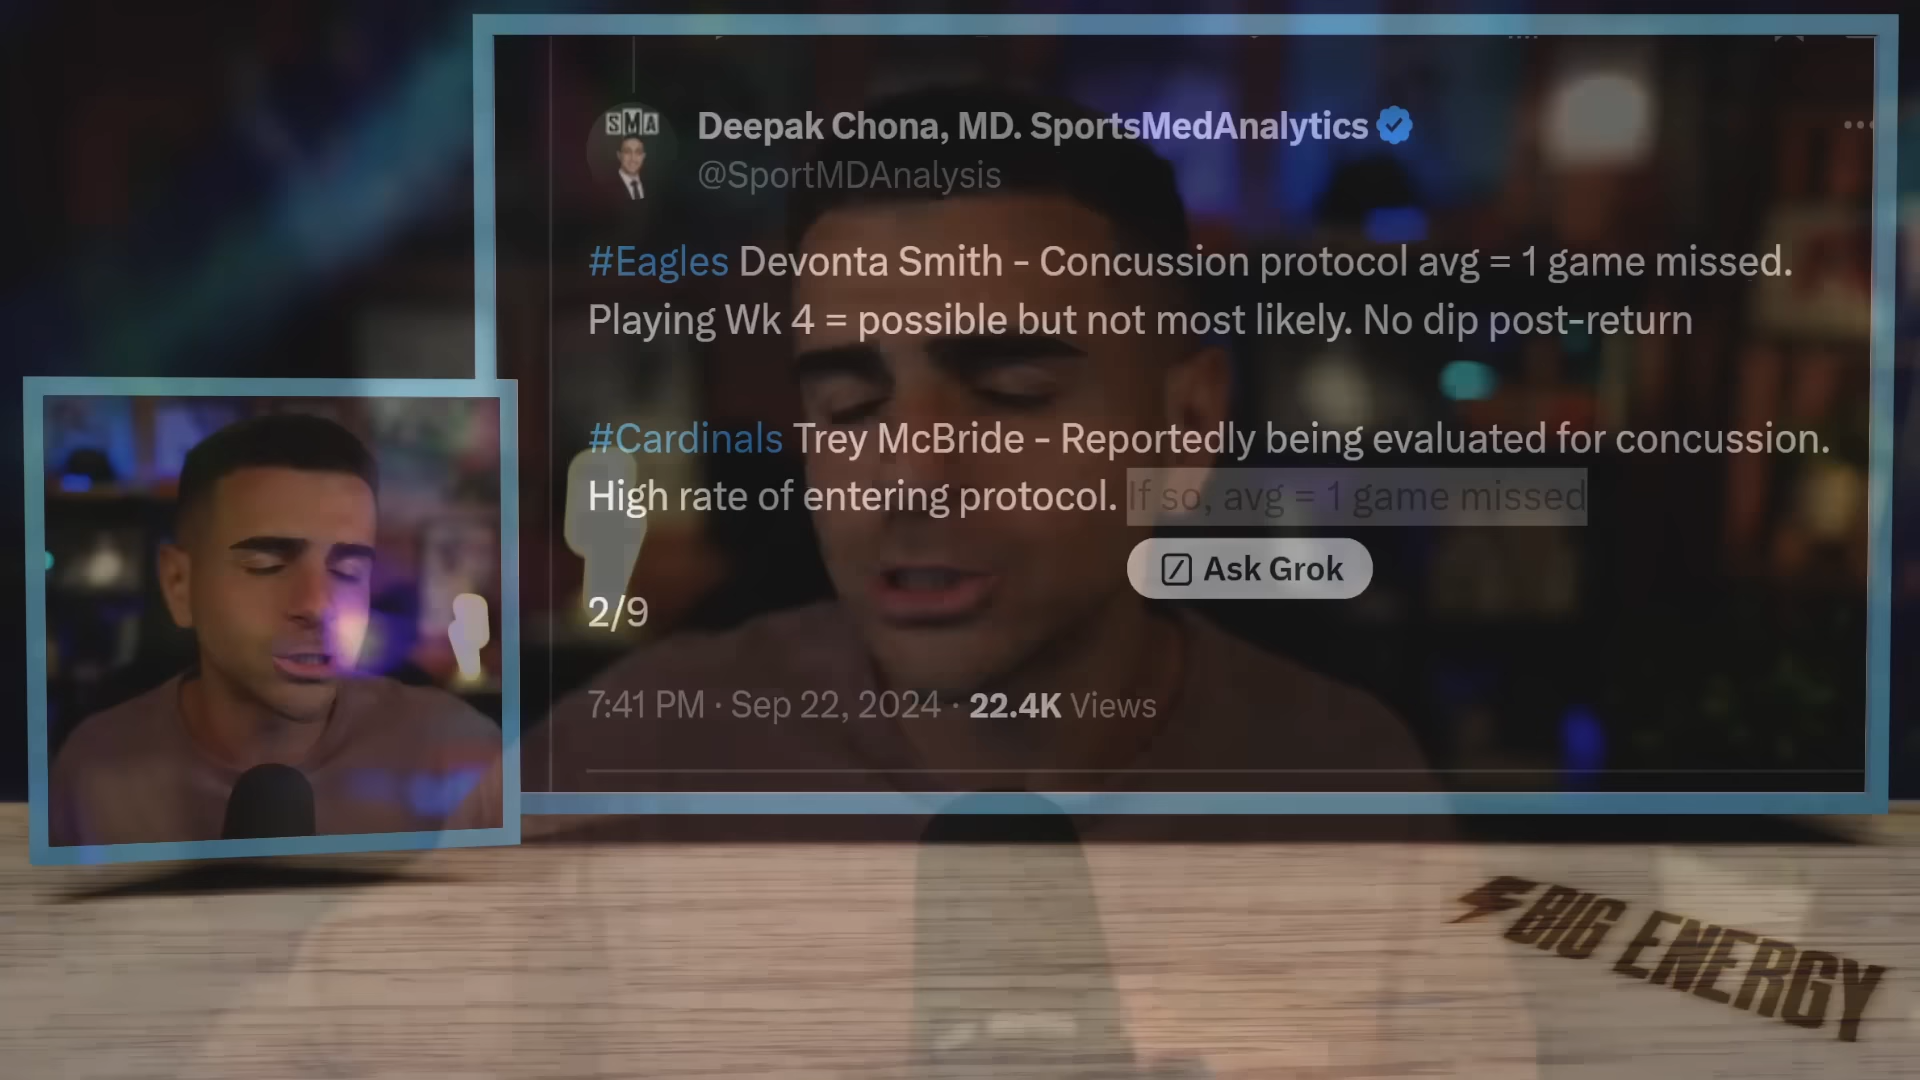 SMA
Deepak Chona, MD. SportsMedAnalytics
@SportMDAnalysis
#Eagles Devonta Smith - Concussion protocol avg = 1 game missed.
Playing Wk 4 = possible but not most likely. No dip post-return
#Cardinals Trey McBride - Reportedly being evaluated for concussion.
High rate of entering protocol. If so, avg = 1 game missed
Ask Grok
2/9
7:41 PM · Sep 22, 2024 · 22.4K Views
BIG ENERGY